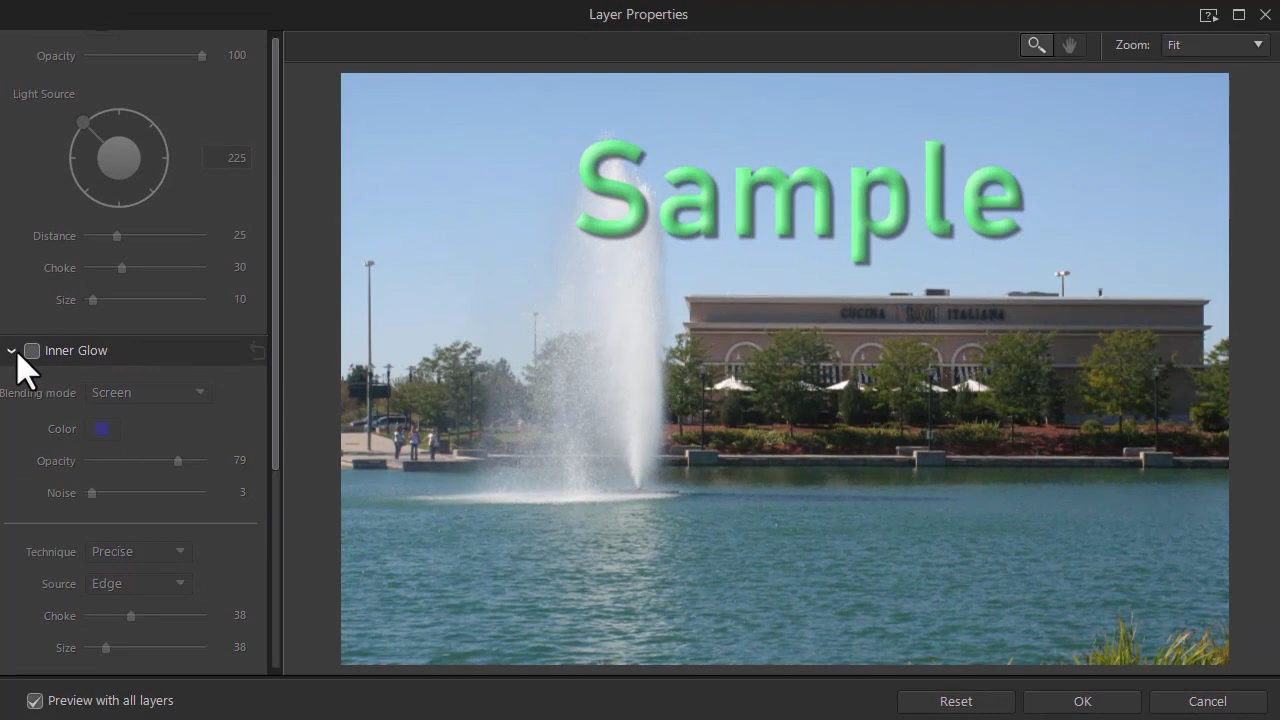 Layer Properties
Zoom: Fit
Opacity 100
Light Source
225
Distance 25
Choke 30
Size 10
Inner Glow
Blending mode Screen
Color
Opacity 79
Noise 3
Technique Precise
Source Edge
Choke 38
Size 38
Sample
CUCINA ITALIANA
Preview with all layers
Reset
OK
Cancel